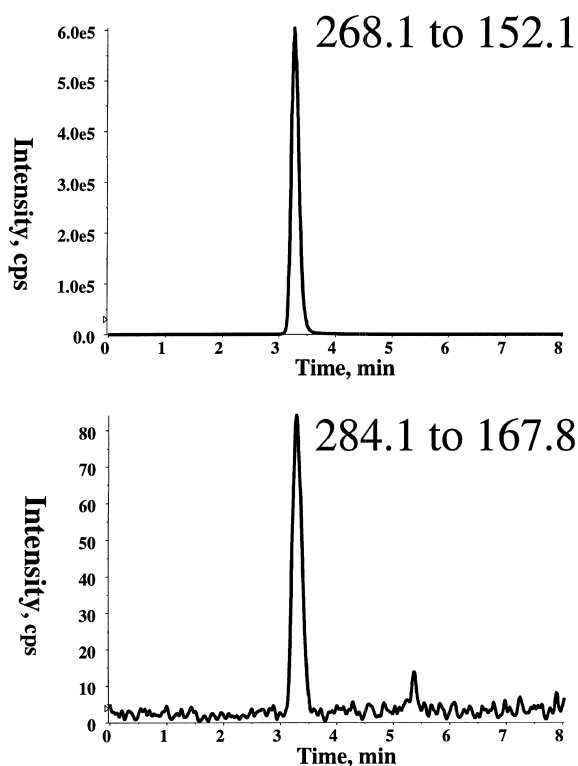 268.1 to 152.1
6.0e5
5.0e5
4.0e5
3.0e5
2.0e5
1.0e5
0.0
Intensity, cps
0 1 2 3 4 5 6 7 8
Time, min
284.1 to 167.8
80
70
60
50
40
30
20
10
0
Intensity, cps
0 1 2 3 4 5 6 7 8
Time, min